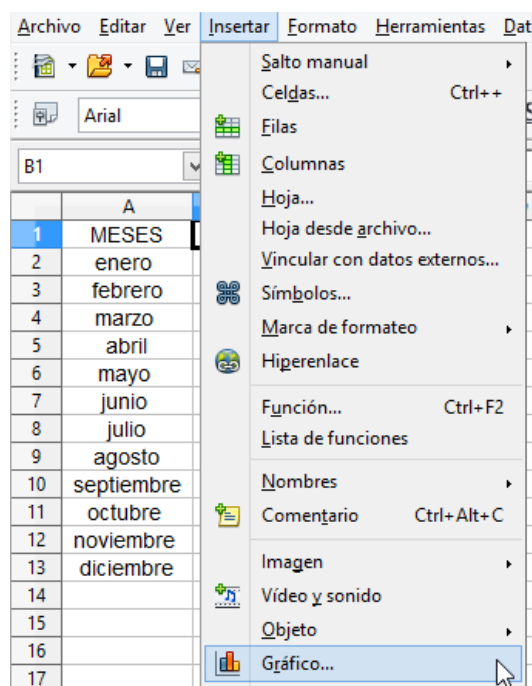 Archivo Editar Ver Insertar Formato Herramientas Dat
Arial
B1
Salto manual
Celdas... Ctrl++
Filas
Columnas
Hoja...
Hoja desde archivo...
Vincular con datos externos...
Símbolos...
Marca de formateo
Hiperenlace
Función... Ctrl+F2
Lista de funciones
Nombres
Comentario Ctrl+Alt+C
Imagen
Vídeo y sonido
Objeto
Gráfico...
A
1 MESES
2 enero
3 febrero
4 marzo
5 abril
6 mayo
7 junio
8 julio
9 agosto
10 septiembre
11 octubre
12 noviembre
13 diciembre
14
15
16
17